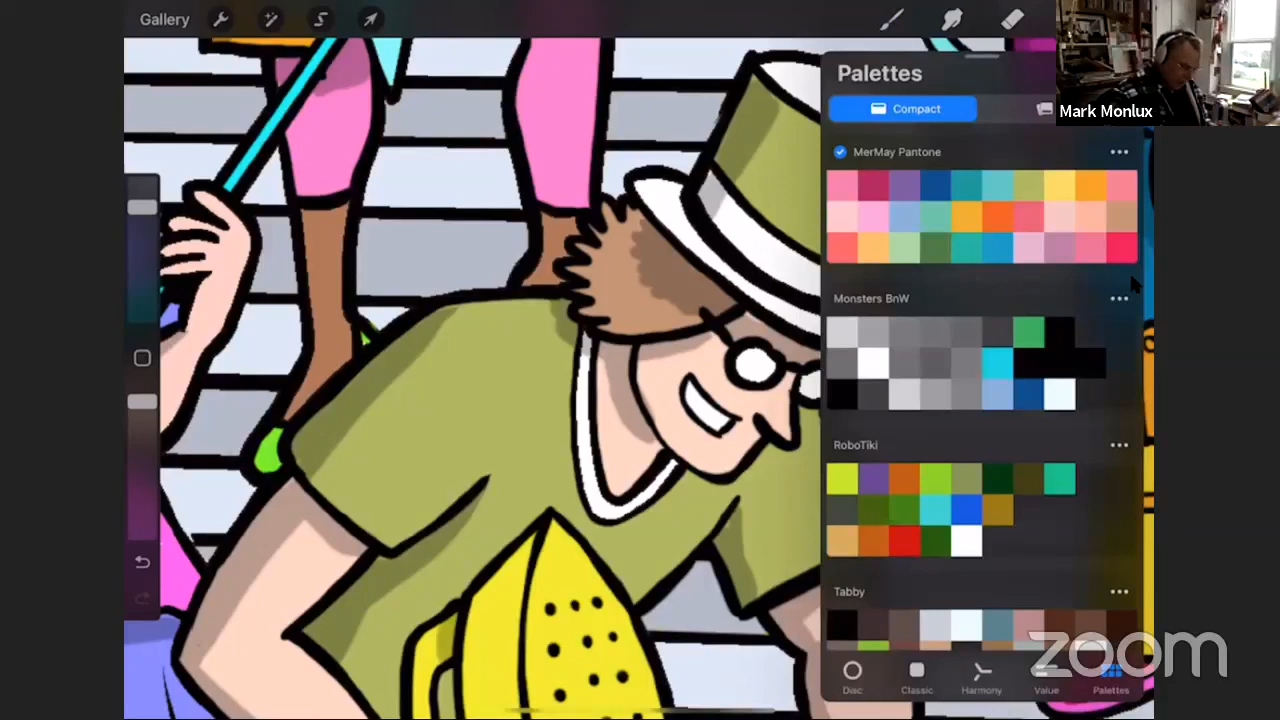 Gallery
Palettes
Compact
Mark Monlux
MerMay Pantone
Monsters BnW
RoboTiki
Tabby
zoom
Disc
Classic
Harmony
Value
Palettes